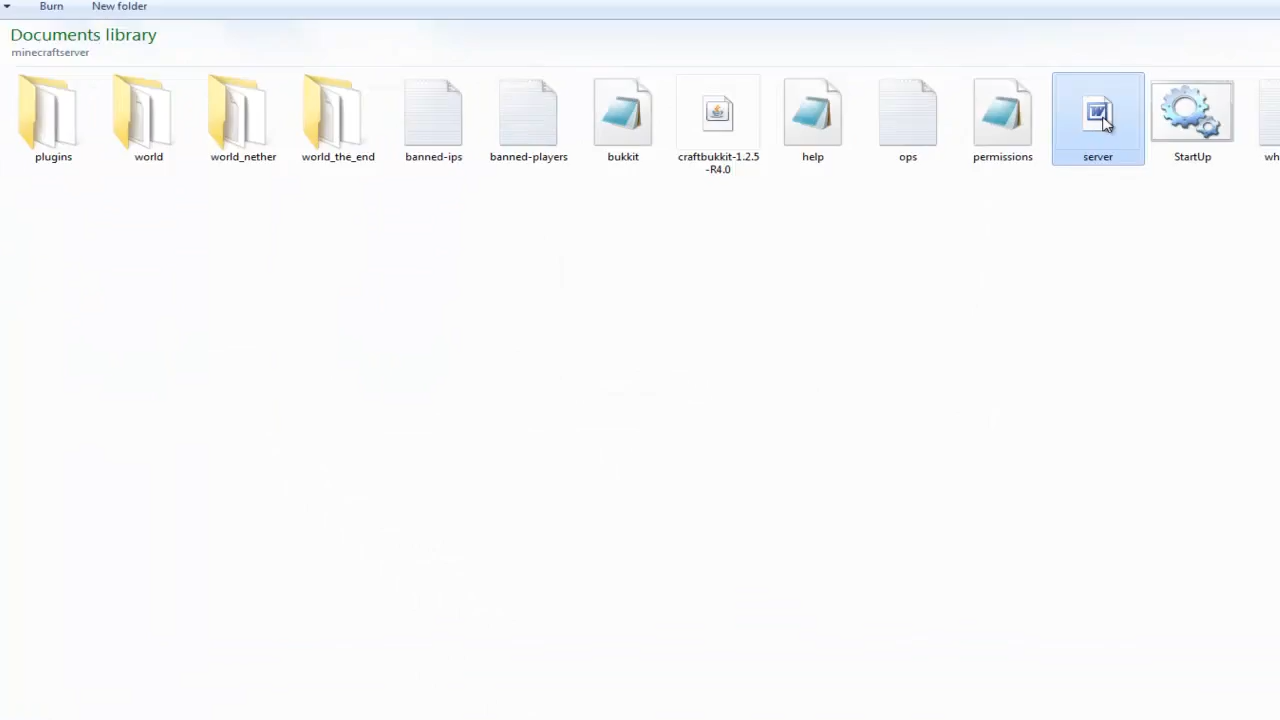 Burn New folder
Documents library
minecraftserver
plugins world world_nether world_the_end banned-ips banned-players bukkit craftbukkit-1.2.5 help ops permissions server StartUp wh
-R4.0